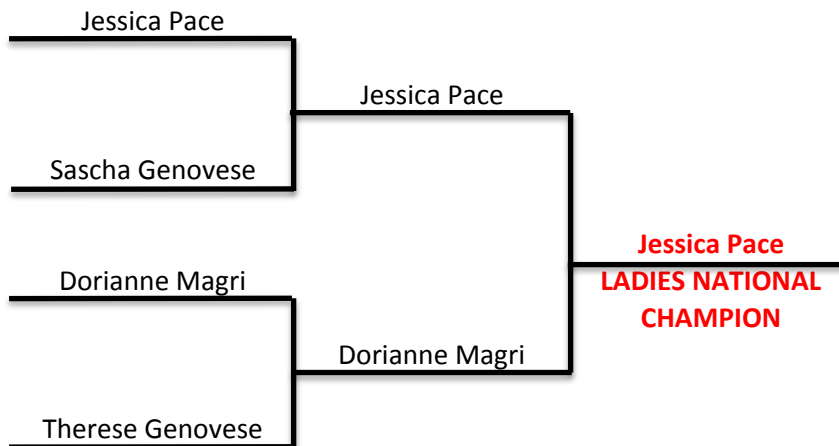 Jessica Pace
Jessica Pace
Sascha Genovese
Jessica Pace
LADIES NATIONAL
CHAMPION
Dorianne Magri
Dorianne Magri
Therese Genovese